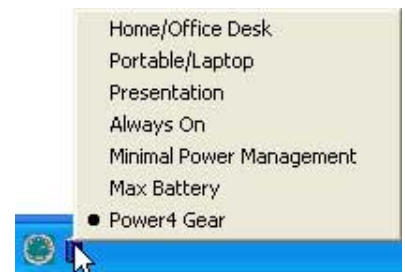 Home/Office Desk
Portable/Laptop
Presentation
Always On
Minimal Power Management
Max Battery
Power4 Gear